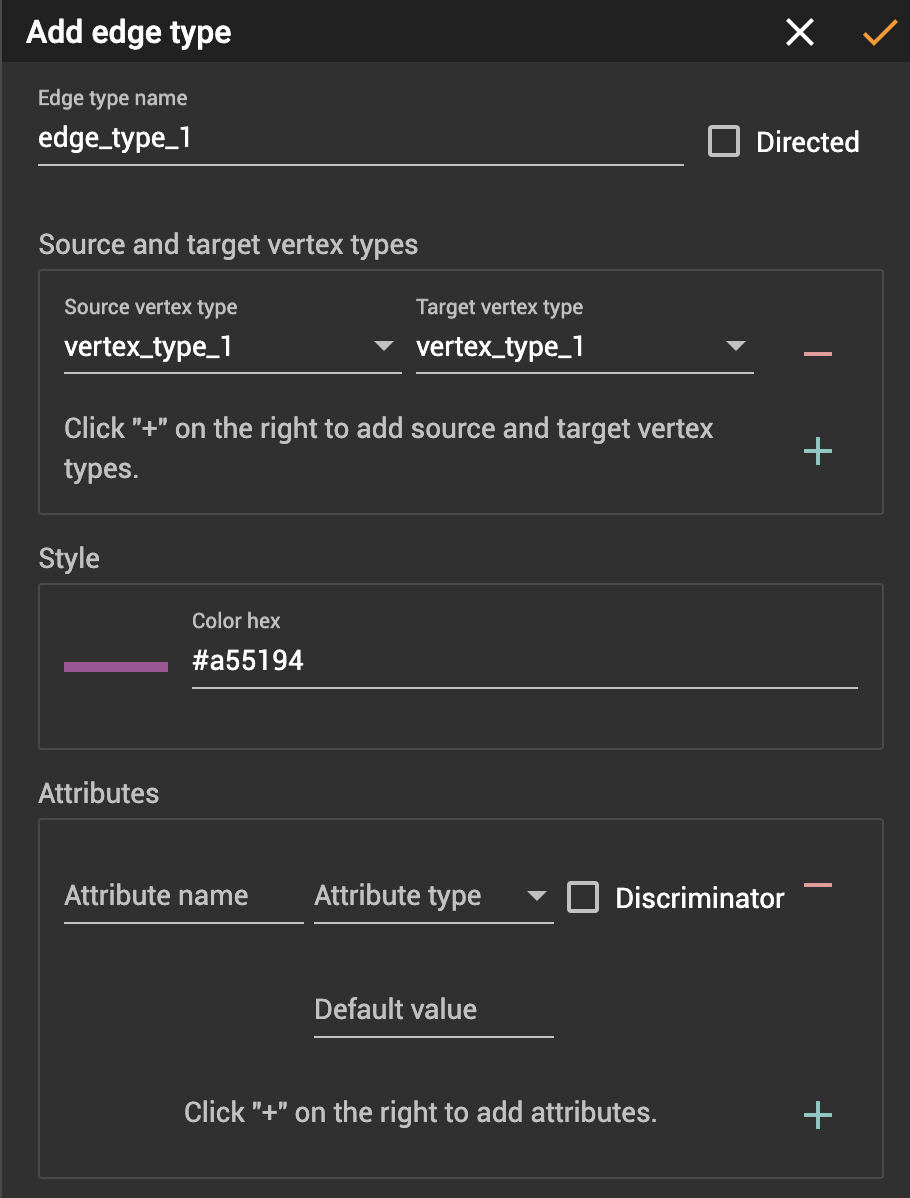 Add edge type
Edge type name
edge_type_1
Directed
Source and target vertex types
Source vertex type
Target vertex type
vertex_type_1
vertex_type_1
Click "+" on the right to add source and target vertex
types.
Style
Color hex
#a55194
Attributes
Attribute name
Attribute type
Discriminator
Default value
Click "+" on the right to add attributes.